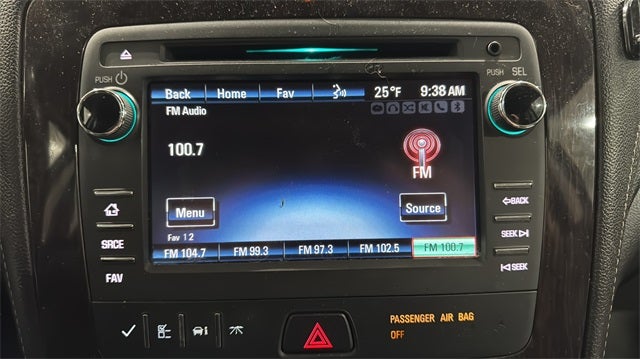 PUSH
PUSH SEL
Back Home Fav 25°F 9:38 AM
FM Audio
100.7
FM
Menu
Source
Fav 1 2
FM 104.7 FM 99.3 FM 97.3 FM 102.5 FM 100.7
SRCE
FAV
BACK
SEEK
SEEK
PASSENGER AIR BAG
OFF